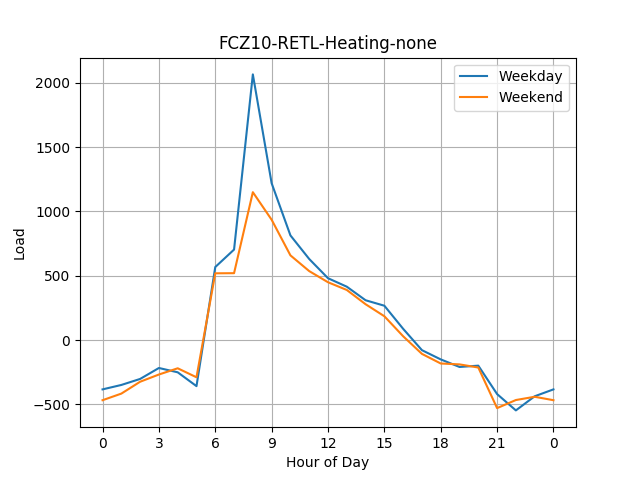 FCZ10-RETL-Heating-none
Weekday
Weekend
2000
1500
1000
500
0
−500
Load
0 3 6 9 12 15 18 21 0
Hour of Day